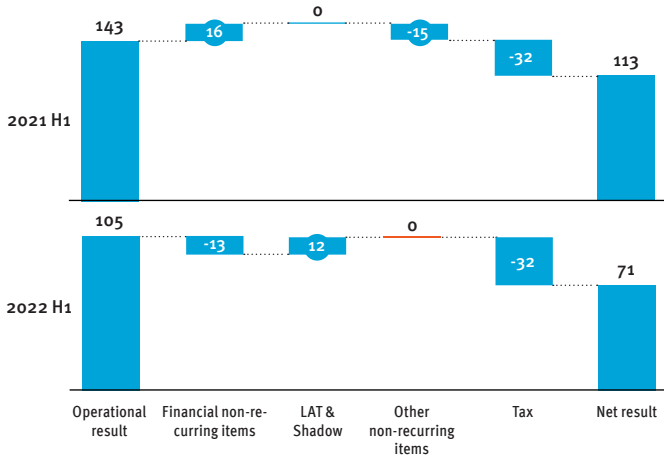 143
16
0
-15
-32
113
2021 H1
105
-13
12
0
-32
71
2022 H1
Operational
result
Financial non-re-
curring items
LAT &
Shadow
Other
non-recurring
items
Tax
Net result